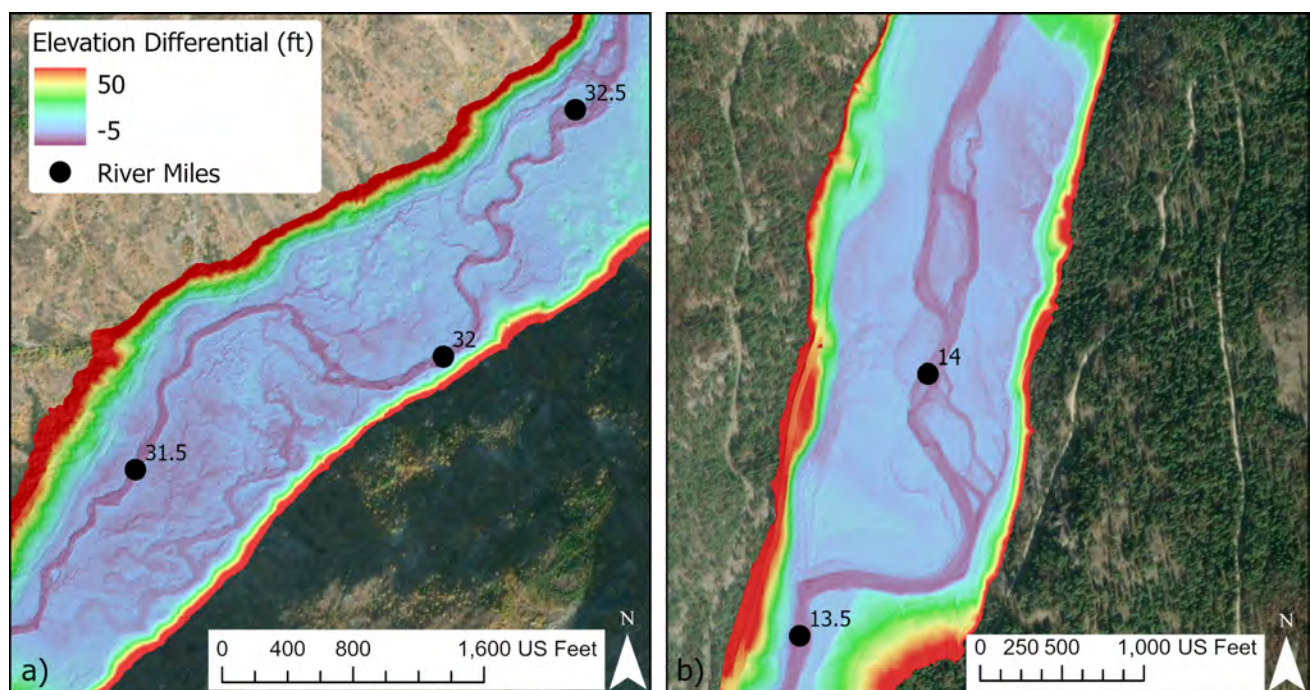 Elevation Differential (ft)
50
-5
River Miles
32.5
32
31.5
0 400 800 1,600 US Feet
N
a)
14
13.5
0 250 500 1,000 US Feet
N
b)